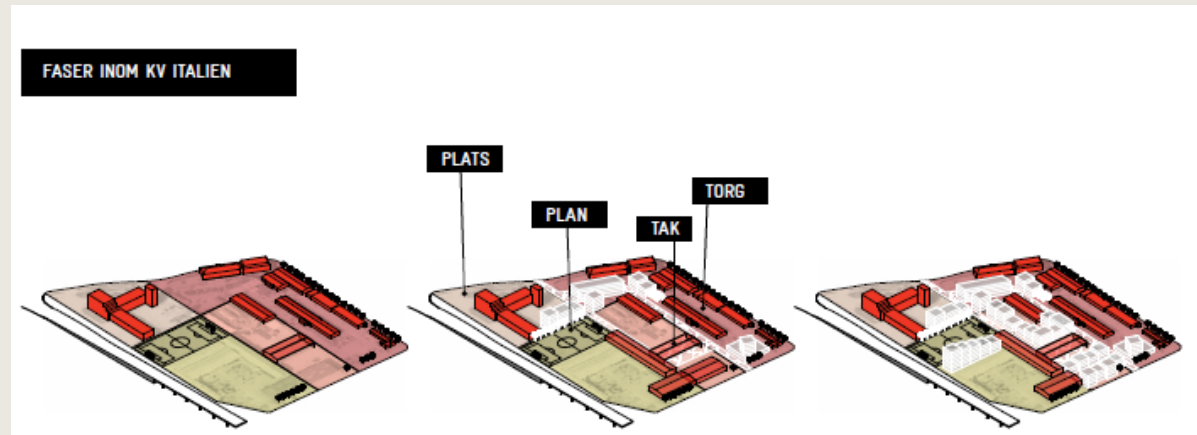 FASER INOM KV ITALIEN
PLATS
TORG
PLAN
TAK